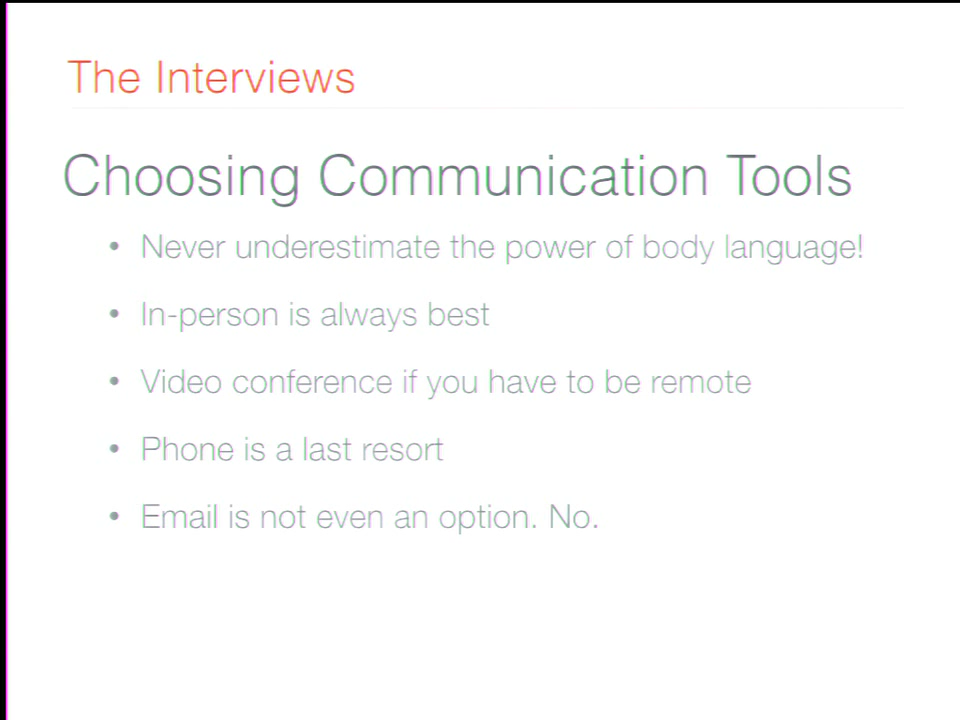 The Interviews
Choosing Communication Tools
• Never underestimate the power of body language!
• In-person is always best
• Video conference if you have to be remote
• Phone is a last resort
• Email is not even an option. No.